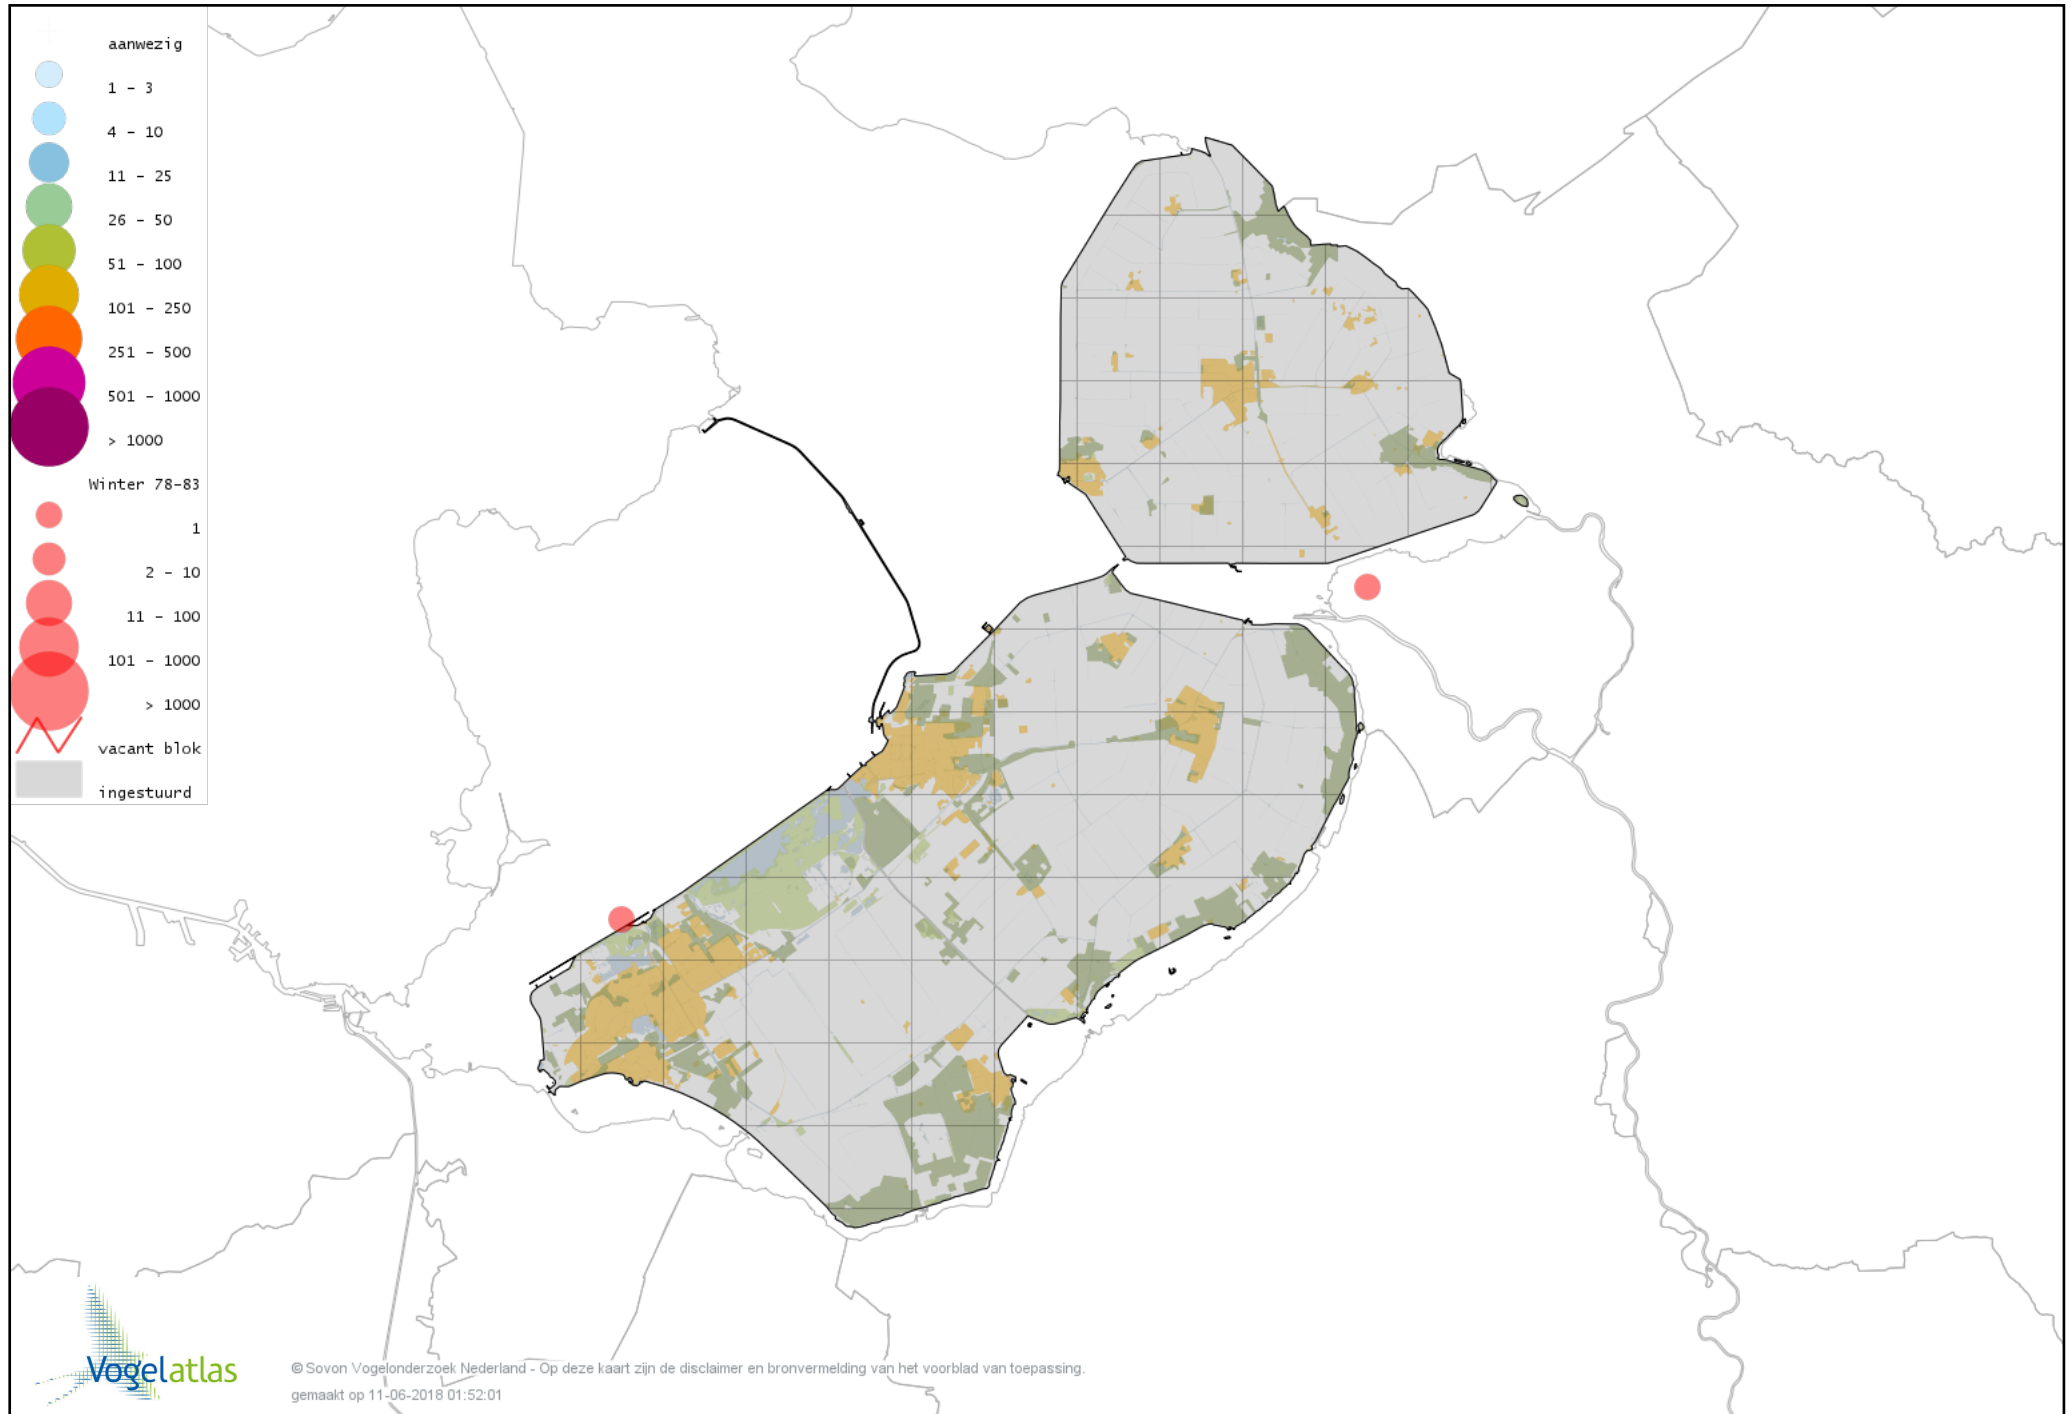 aanwezig
1 - 3
4 - 10
11 - 25
26 - 50
51 - 100
101 - 250
251 - 500
501 - 1000
> 1000
Winter 78-83
1
2 - 10
11 - 100
101 - 1000
> 1000
vacant blok
ingestuurd
Vogelatlas
© Sovon Vogelonderzoek Nederland - Op deze kaart zijn de disclaimer en bronvermelding van het voorblad van toepassing.
gemaakt op 11-06-2018 01:52:01